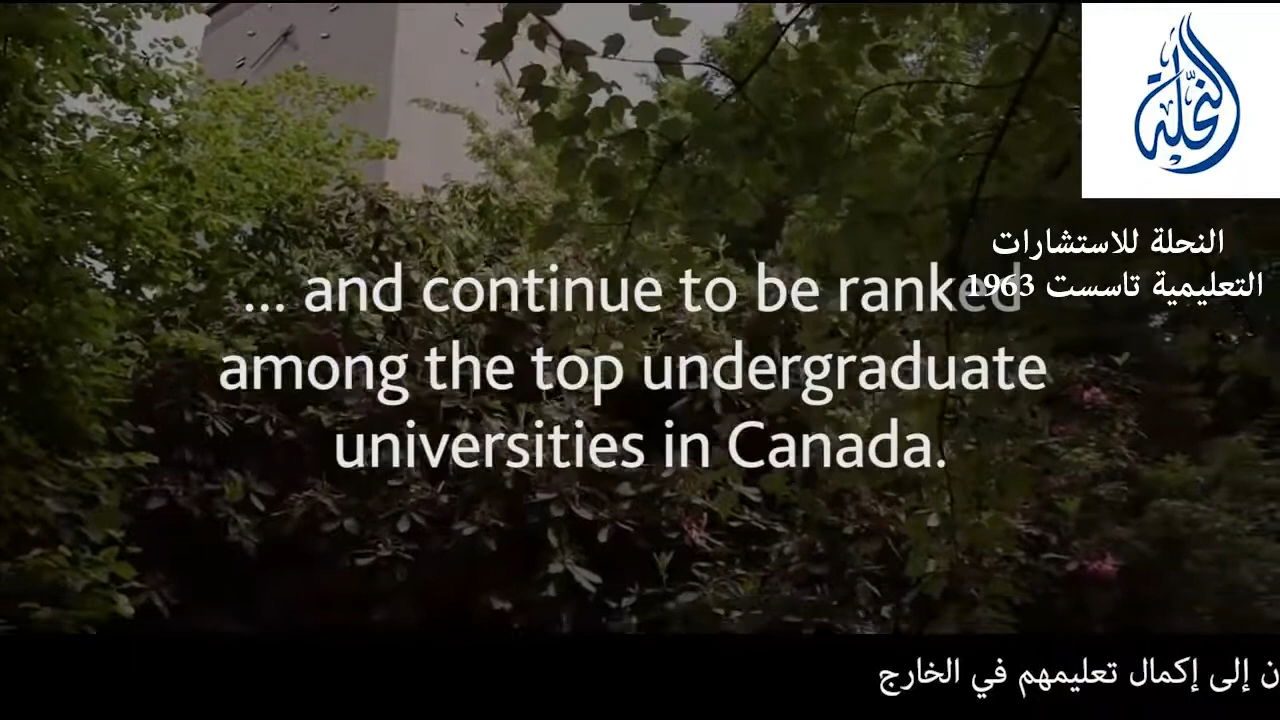 النحلة
النحلة للاستشارات
التعليمية تاسست 1963
... and continue to be ranked
among the top undergraduate
universities in Canada.
ن إلى إكمال تعليمهم في الخارج